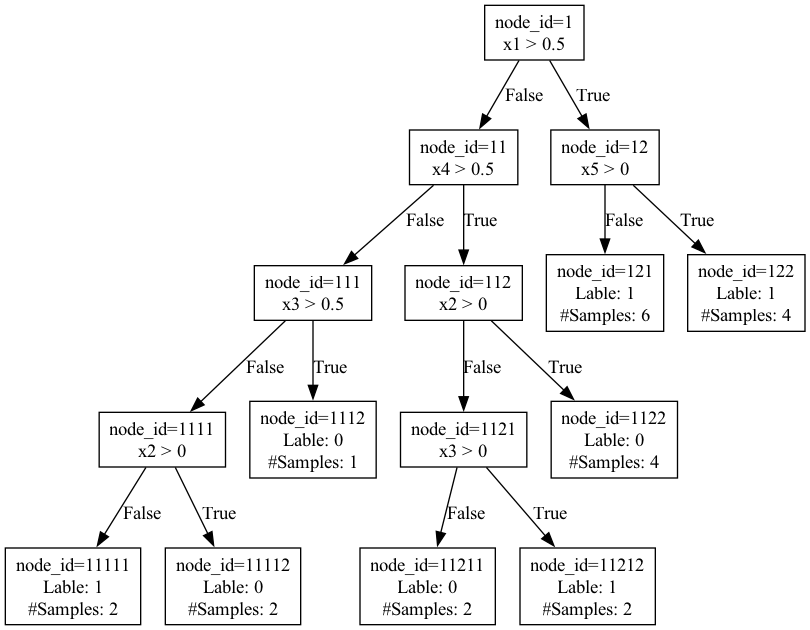 node_id=1
x1 > 0.5
False
True
node_id=11
x4 > 0.5
node_id=12
x5 > 0
False
True
False
True
node_id=111
x3 > 0.5
node_id=112
x2 > 0
node_id=121
Lable: 1
#Samples: 6
node_id=122
Lable: 1
#Samples: 4
False
True
False
True
node_id=1111
x2 > 0
node_id=1112
Lable: 0
#Samples: 1
node_id=1121
x3 > 0
node_id=1122
Lable: 0
#Samples: 4
False
True
False
True
node_id=11111
Lable: 1
#Samples: 2
node_id=11112
Lable: 0
#Samples: 2
node_id=11211
Lable: 0
#Samples: 2
node_id=11212
Lable: 1
#Samples: 2